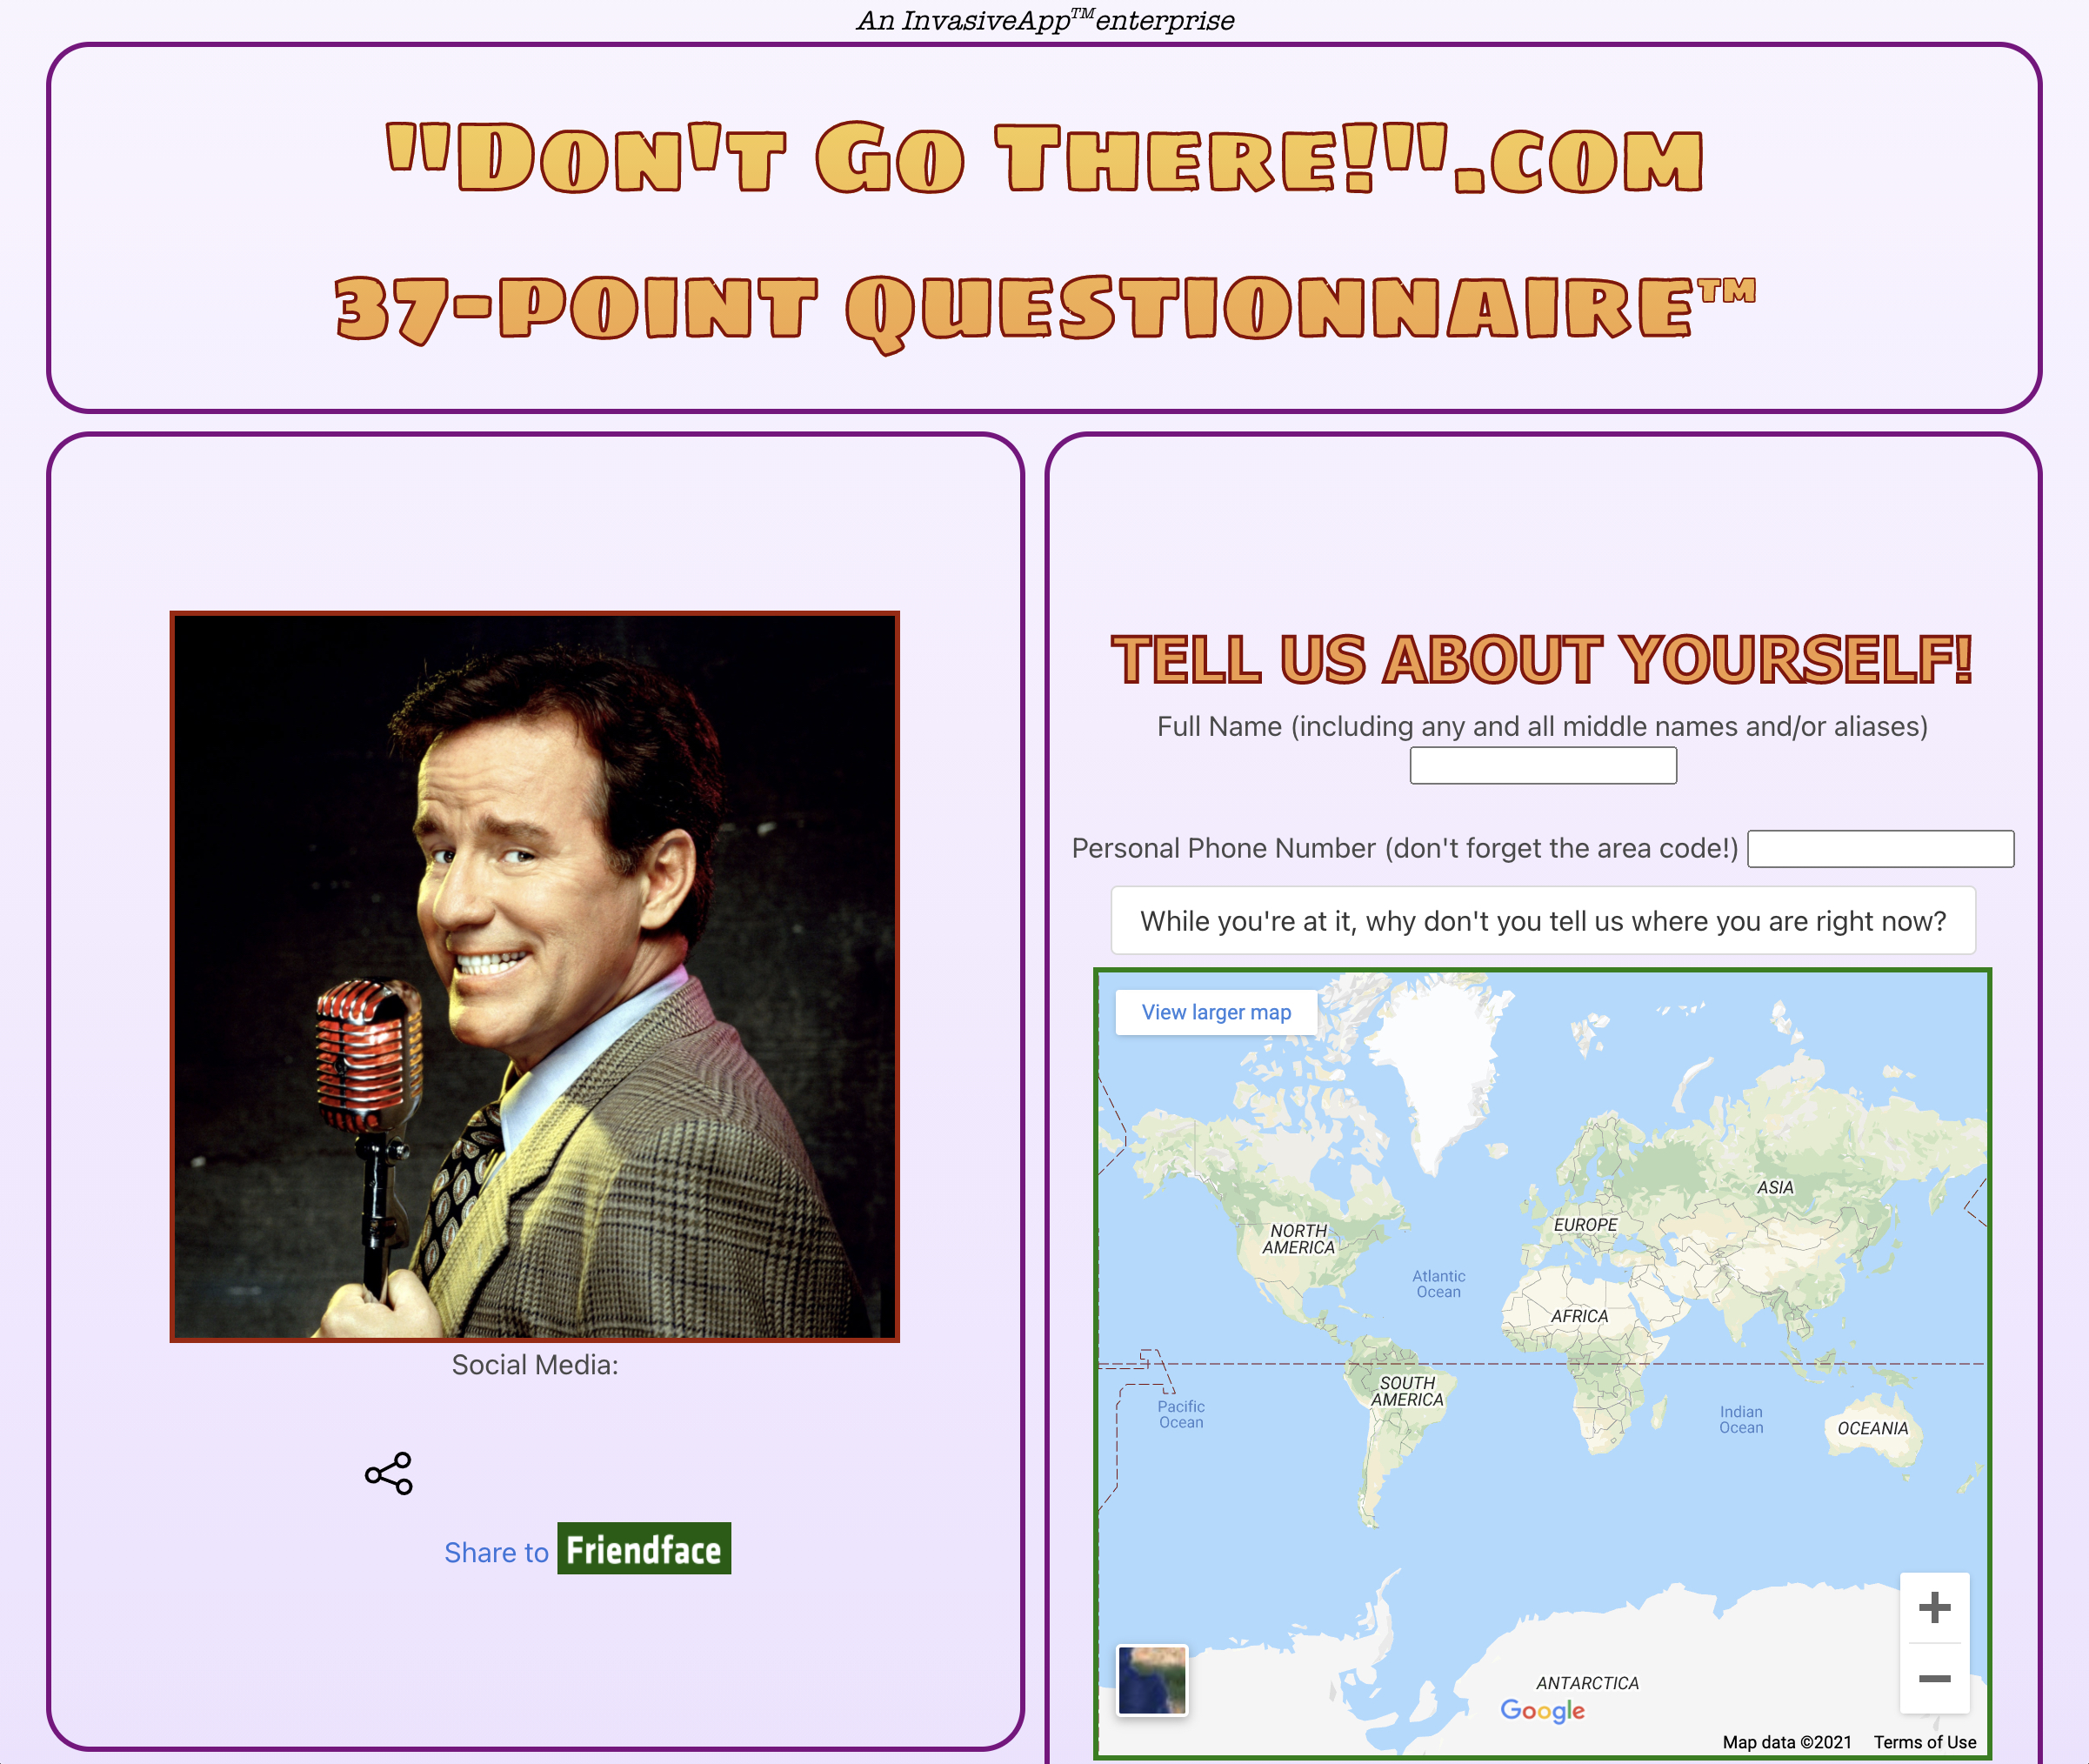 An InvasiveApp™enterprise
"Don't Go There!".com
37-point Questionnaire™
Social Media:
Share to Friendface
TELL US ABOUT YOURSELF!
Full Name (including any and all middle names and/or aliases)
Personal Phone Number (don't forget the area code!)
While you're at it, why don't you tell us where you are right now?
View larger map
ASIA
EUROPE
NORTH
AMERICA
Atlantic
Ocean
AFRICA
SOUTH
AMERICA
Pacific
Ocean
Indian
Ocean
OCEANIA
ANTARCTICA
Google
Map data ©2021 Terms of Use